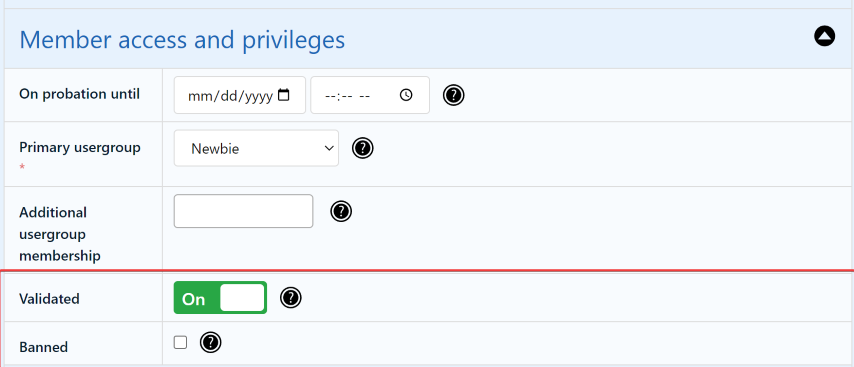 Member access and privileges
On probation until
mm/dd/yyyy
--:-- --
?
Primary usergroup
*
Newbie
?
Additional
usergroup
membership
?
Validated
On
?
Banned
?